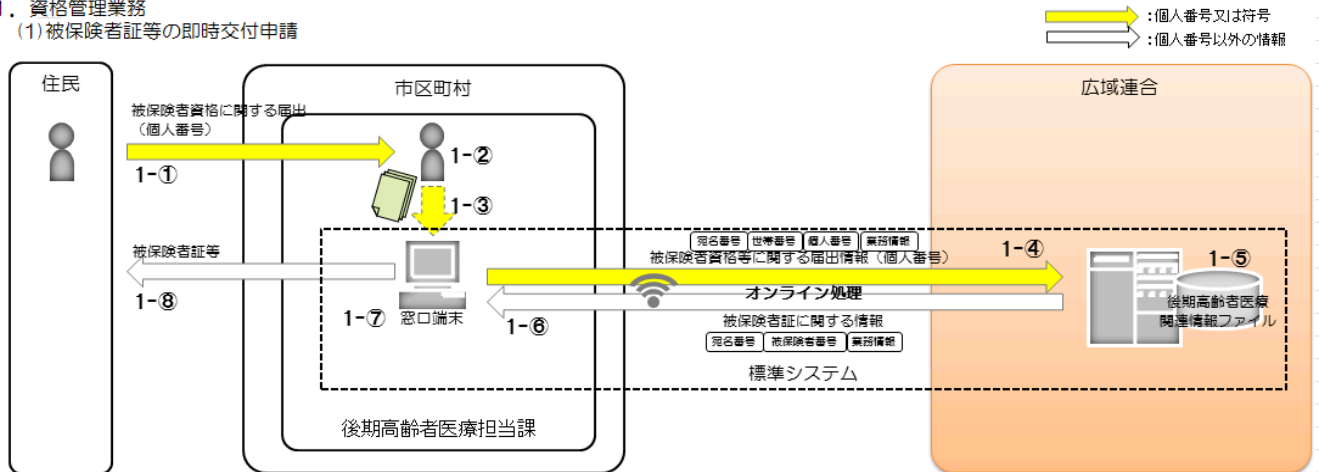 1．資格管理業務
(1)被保険者証等の即時交付申請
:個人番号又は符号
:個人番号以外の情報
住民
市区町村
広域連合
被保険者資格に関する届出
（個人番号）
1-①
1-②
1-③
宛名番号 世帯番号 個人番号 業務情報
被保険者資格等に関する届出情報（個人番号）
1-④
1-⑤
被保険者証等
オンライン処理
後期高齢者医療
関連情報ファイル
1-⑧
1-⑦ 窓口端末
1-⑥
被保険者証に関する情報
宛名番号 被保険者番号 業務情報
標準システム
後期高齢者医療担当課